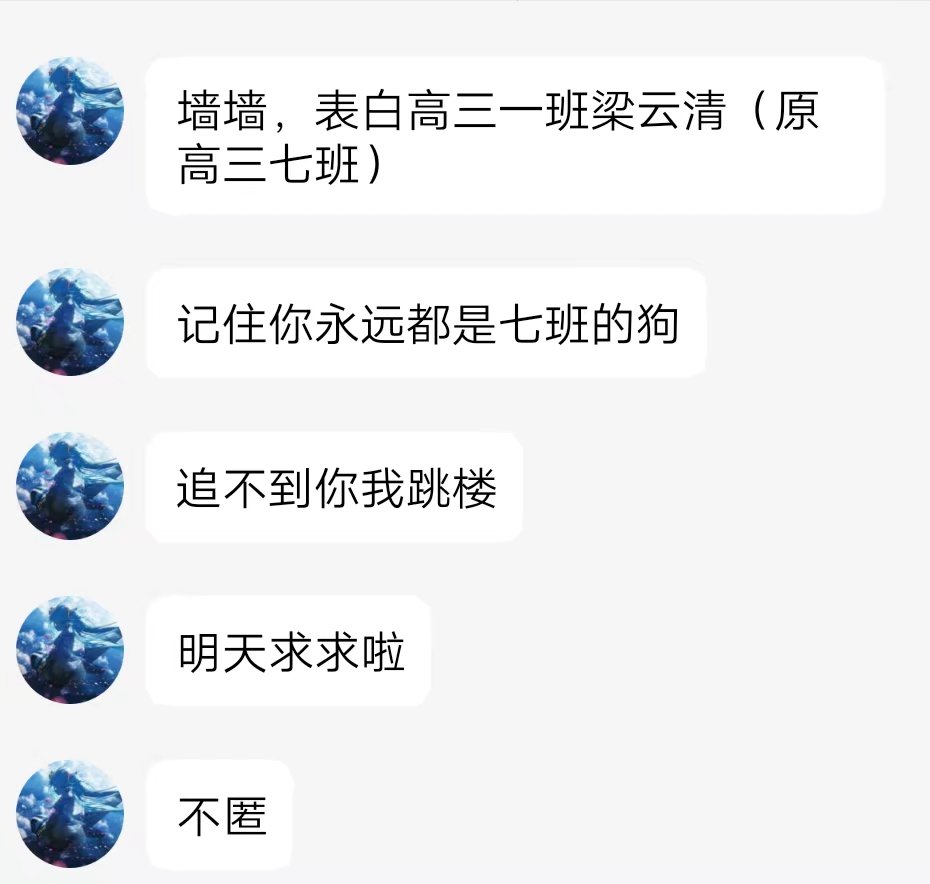 墙墙，表白高三一班梁云清（原
高三七班）
记住你永远都是七班的狗
追不到你我跳楼
明天求求啦
不匿